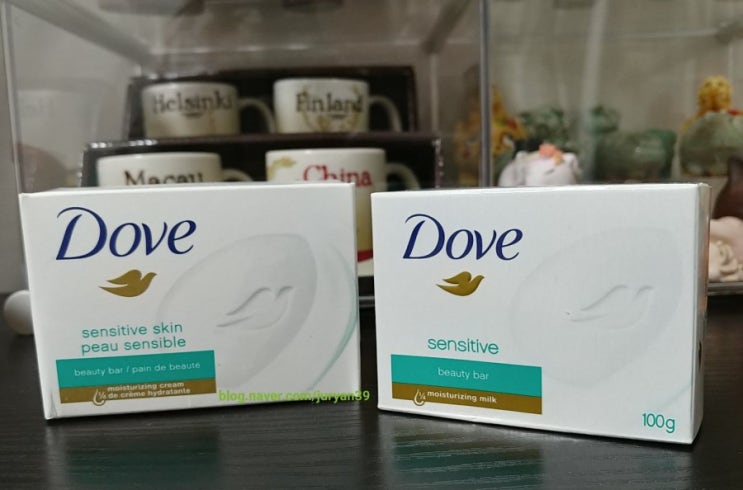 Helsinki
Finland
Macau
China
Dove
sensitive skin
peau sensible
beauty bar / pain de beauté
¼ moisturizing cream
de crème hydratante
Dove
sensitive
beauty bar
¼ moisturizing milk
100g
blog.naver.com/juryan39